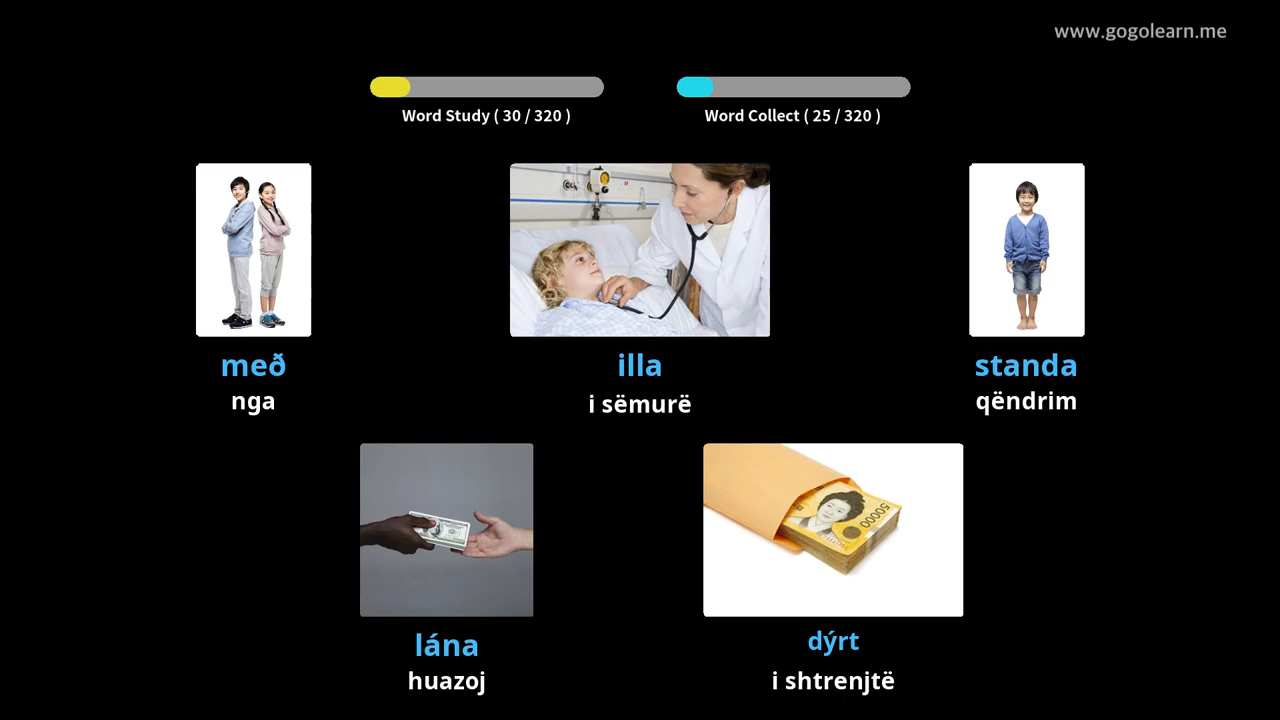 www.gogolearn.me
Word Study ( 30 / 320 )
Word Collect ( 25 / 320 )
með
nga
illa
i sëmurë
standa
qëndrim
lána
huazoj
50000
dýrt
i shtrenjtë